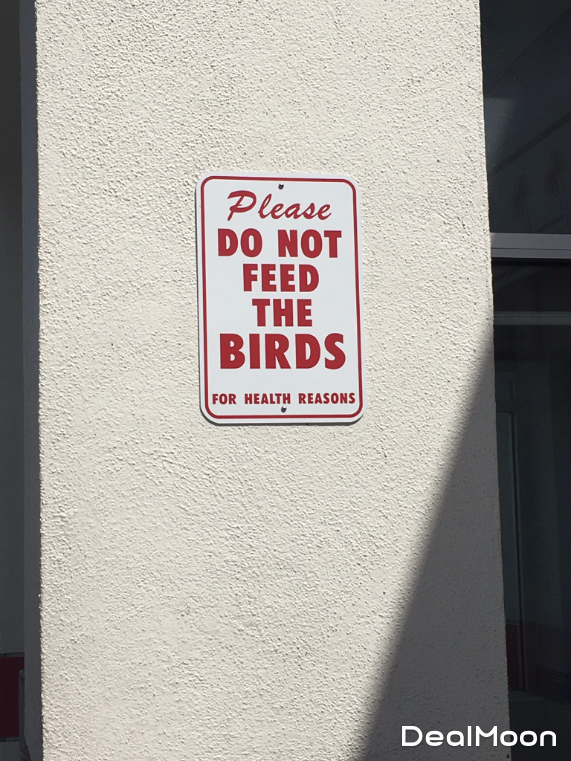 Please
DO NOT
FEED
THE
BIRDS
FOR HEALTH REASONS
DealMoon